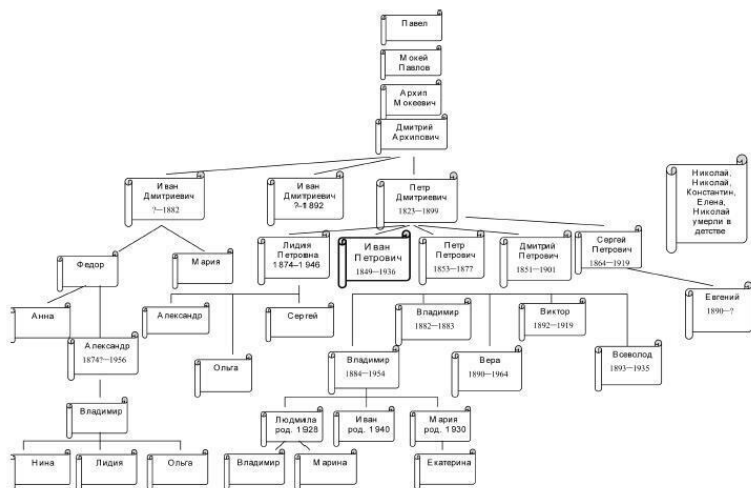 Павел
Мокей
Павлов
Архип
Мокеевич
Дмитрий
Архипович
Иван
Дмитриевич
?—1882
Иван
Дмитриевич
?-1892
Петр
Дмитриевич
1823—1899
Николай,
Николай,
Константин,
Елена,
Николай
умерли в
детстве
Федор
Мария
Лидия
Петровна
1874—1946
Иван
Петрович
1849—1936
Петр
Петрович
1853—1877
Дмитрий
Петрович
1851—1901
Сергей
Петрович
1864—1919
Анна
Александр
1874?—1956
Александр
Ольга
Сергей
Владимир
1882—1883
Владимир
1884—1954
Вера
1890—1964
Виктор
1892—1919
Всеволод
1893—1935
Евгений
1890—?
Владимир
Людмила
род. 1928
Иван
род. 1940
Мария
род. 1930
Нина
Лидия
Ольга
Владимир
Марина
Екатерина